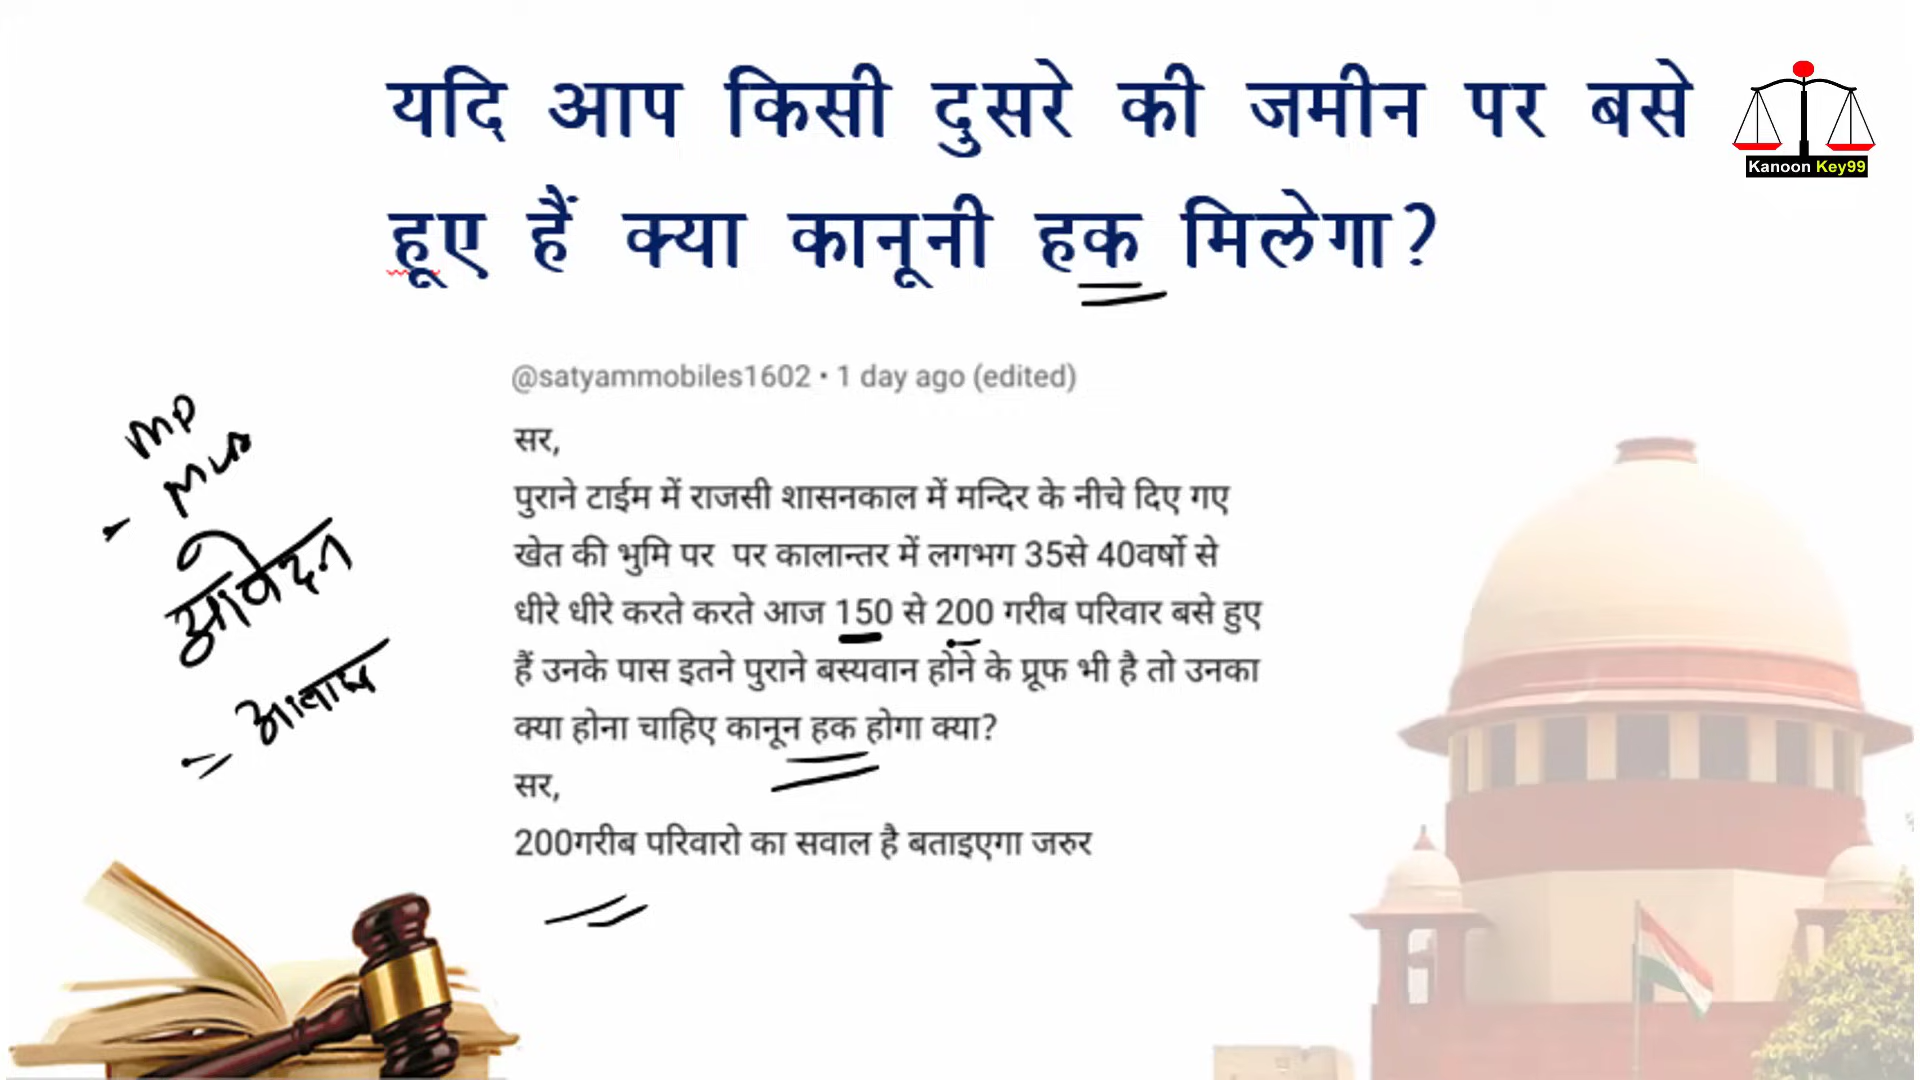 यदि आप किसी दुसरे की जमीन पर बसे
हूए हैं क्या कानूनी हक मिलेगा?
Kanoon Key99
@satyammobiles1602 • 1 day ago (edited)
सर,
पुराने टाईम में राजसी शासनकाल में मन्दिर के नीचे दिए गए
खेत की भुमि पर पर कालान्तर में लगभग 35से 40वर्षो से
धीरे धीरे करते करते आज 150 से 200 गरीब परिवार बसे हुए
हैं उनके पास इतने पुराने बस्यवान होने के प्रूफ भी है तो उनका
क्या होना चाहिए कानून हक होगा क्या?
सर,
200गरीब परिवारो का सवाल है बताइएगा जरुर
MP
आवेदन